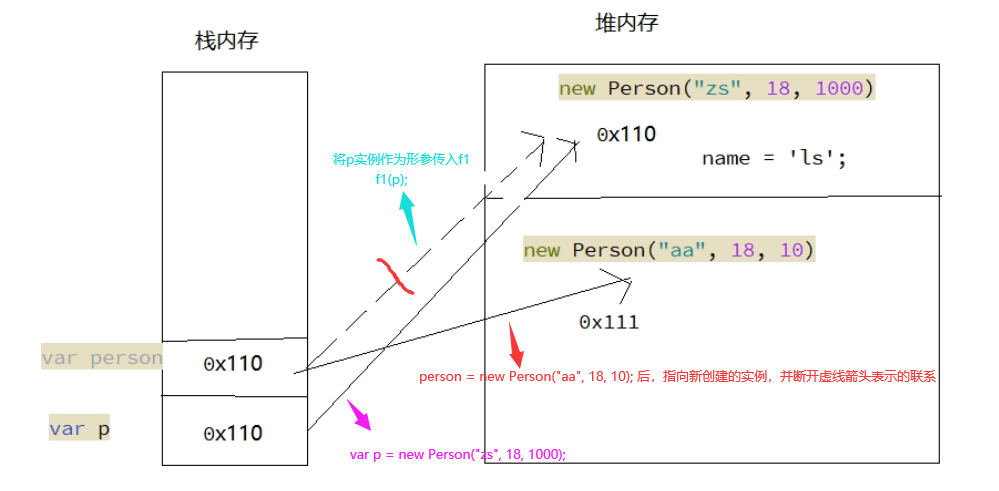 栈内存
堆内存
new Person("zs", 18, 1000)
0x110
name = 'ls';
将p实例作为形参传入f1
f1(p);
new Person("aa", 18, 10)
0x111
var person
0x110
person = new Person("aa", 18, 10); 后，指向新创建的实例，并断开虚线箭头表示的联系
var p
0x110
var p = new Person("zs", 18, 1000);